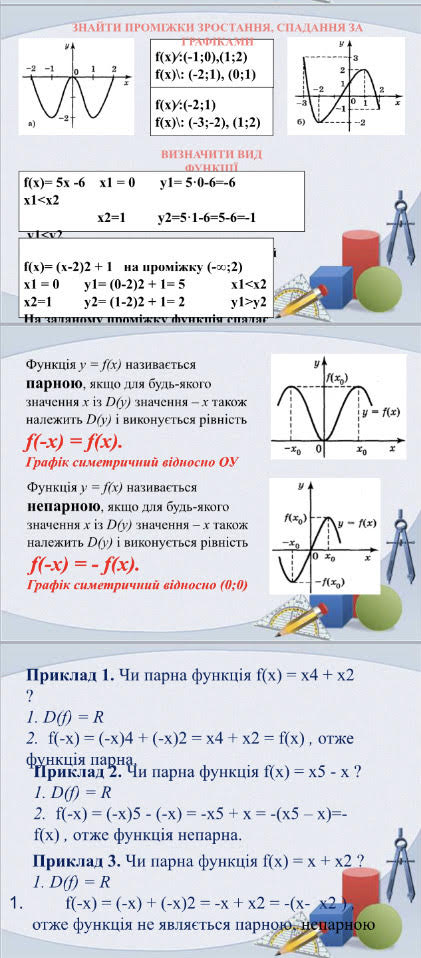 ЗНАЙТИ ПРОМІЖКИ ЗРОСТАННЯ, СПАДАННЯ ЗА
ГРАФІКАМИ
y
-2 -1 0 1 2 x
-2
а)
f(x)∕:(-1;0),(1;2)
f(x)\: (-2;1), (0;1)
f(x)∕:(-2;1)
f(x)\: (-3;-2), (1;2)
y
3
2
1
-3 -2 0 1 2 x
-2
б)
ВИЗНАЧИТИ ВИД
ФУНКЦІЇ
f(x)= 5x -6 x1 = 0 y1= 5·0-6=-6
x1<x2
x2=1 y2=5·1-6=5-6=-1
y1<y2
f(x)= (x-2)2 + 1 на проміжку (-∞;2)
x1 = 0 y1= (0-2)2 + 1= 5 x1<x2
x2=1 y2= (1-2)2 + 1= 2 y1>y2
На заданому проміжку функція спадає
Функція y = f(x) називається
парною, якщо для будь-якого
значення x із D(y) значення – x також
належить D(y) і виконується рівність
f(-x) = f(x).
Графік симетричний відносно ОУ
y
f(x₀)
y = f(x)
-x₀ 0 x₀ x
Функція y = f(x) називається
непарною, якщо для будь-якого
значення x із D(y) значення – x також
належить D(y) і виконується рівність
f(-x) = - f(x).
Графік симетричний відносно (0;0)
y
f(x₀)
y = f(x)
-x₀
0 x₀ x
-f(x₀)
Приклад 1. Чи парна функція f(x) = x4 + x2
?
1. D(f) = R
2. f(-x) = (-x)4 + (-x)2 = x4 + x2 = f(x) , отже
функція парна.
Приклад 2. Чи парна функція f(x) = x5 - x ?
1. D(f) = R
2. f(-x) = (-x)5 - (-x) = -x5 + x = -(x5 – x)=-
f(x) , отже функція непарна.
Приклад 3. Чи парна функція f(x) = x + x2 ?
1. D(f) = R
1. f(-x) = (-x) + (-x)2 = -x + x2 = -(x- x2 ) ,
отже функція не являється парною, непарною